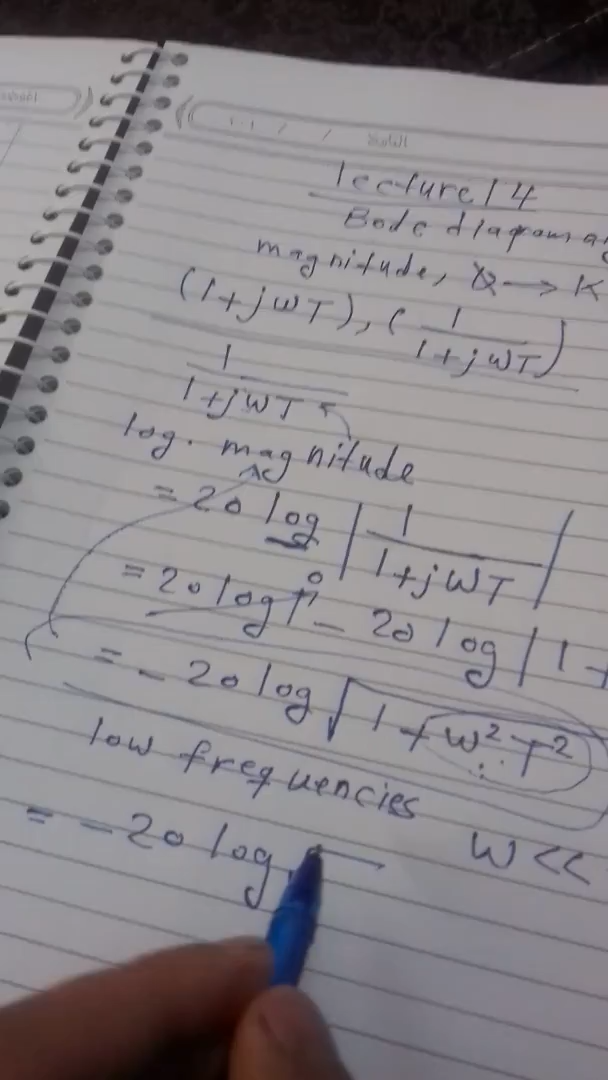 lecture 14
Bode diagram
magnitude, → K
(1+jωT), (1/(1+jωT))
1/(1+jωT)
log. magnitude
= 20 log |1/(1+jωT)|
= 20 log 1 - 20 log |1+
= - 20 log √(1+ω²T²)
low frequencies ω <<
= - 20 log √